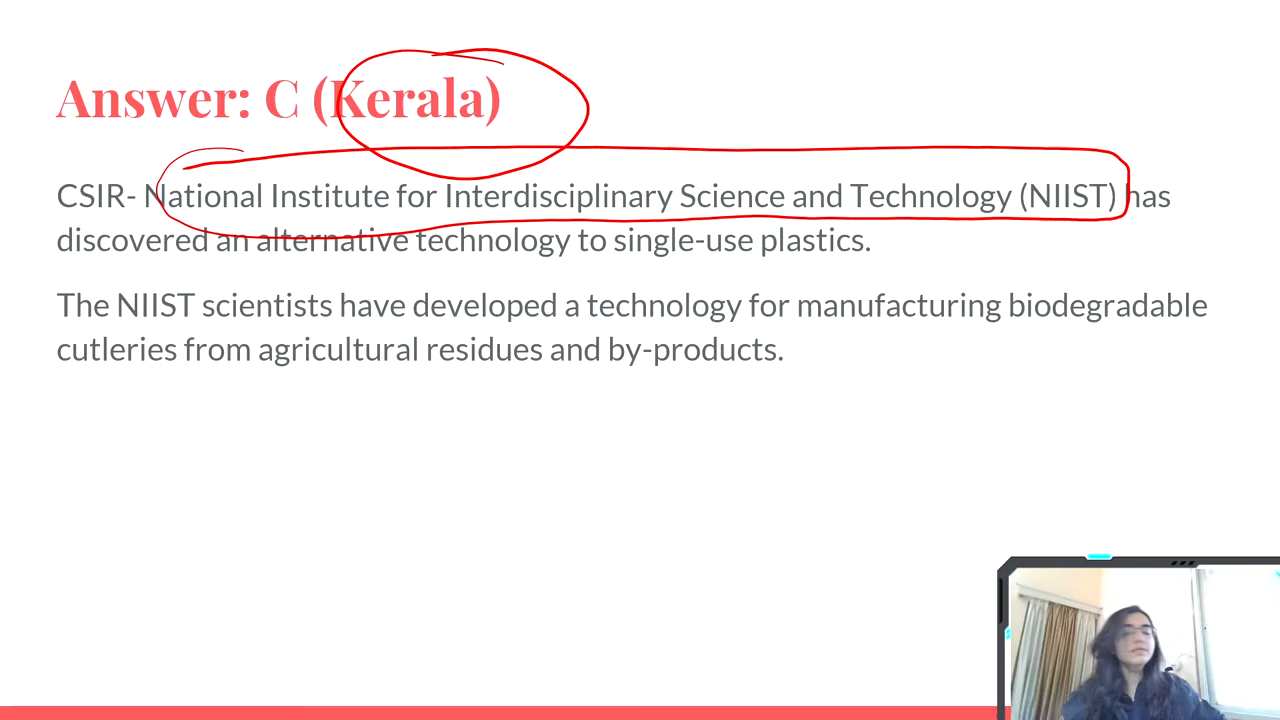 Answer: C (Kerala)
CSIR- National Institute for Interdisciplinary Science and Technology (NIIST) has
discovered an alternative technology to single-use plastics.
The NIIST scientists have developed a technology for manufacturing biodegradable
cutleries from agricultural residues and by-products.